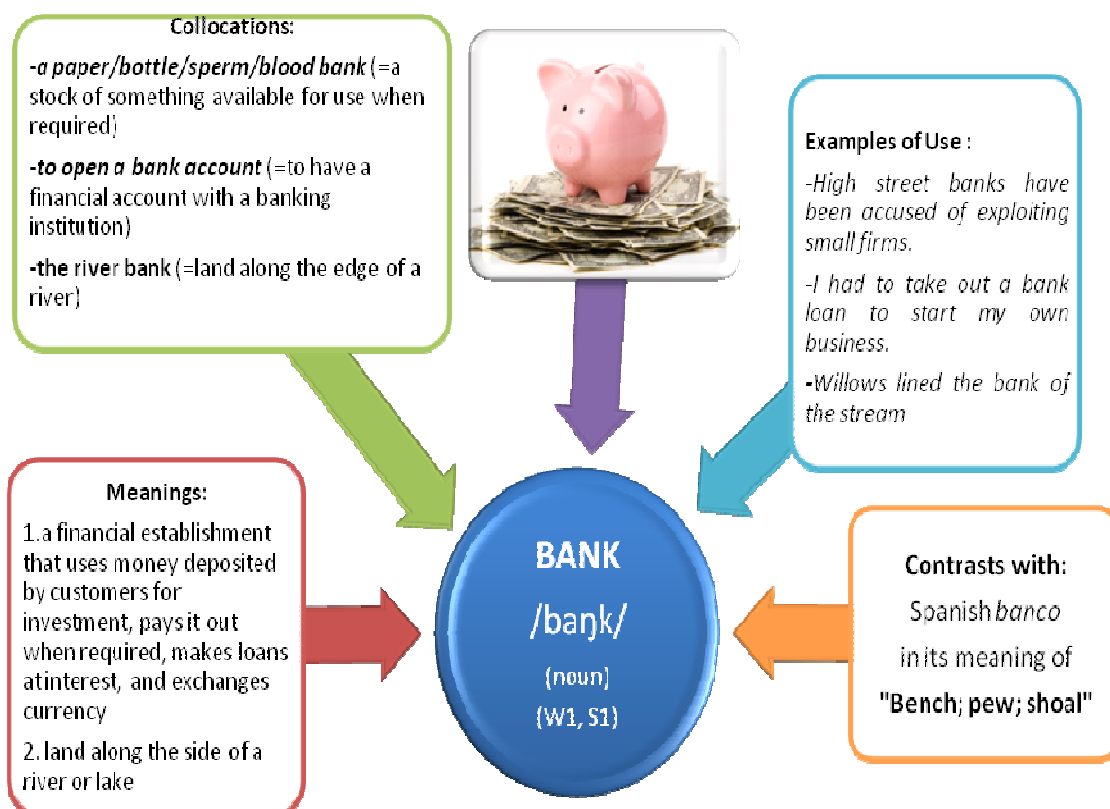 Collocations:
-a paper/bottle/sperm/blood bank (=a
stock of something available for use when
required)
-to open a bank account (=to have a
financial account with a banking
institution)
-the river bank (=land along the edge of a
river)
Examples of Use :
-High street banks have
been accused of exploiting
small firms.
-I had to take out a bank
loan to start my own
business.
-Willows lined the bank of
the stream
Meanings:
1.a financial establishment
that uses money deposited
by customers for
investment, pays it out
when required, makes loans
atinterest, and exchanges
currency
2. land along the side of a
river or lake
BANK
/baŋk/
(noun)
(W1, S1)
Contrasts with:
Spanish banco
in its meaning of
"Bench; pew; shoal"